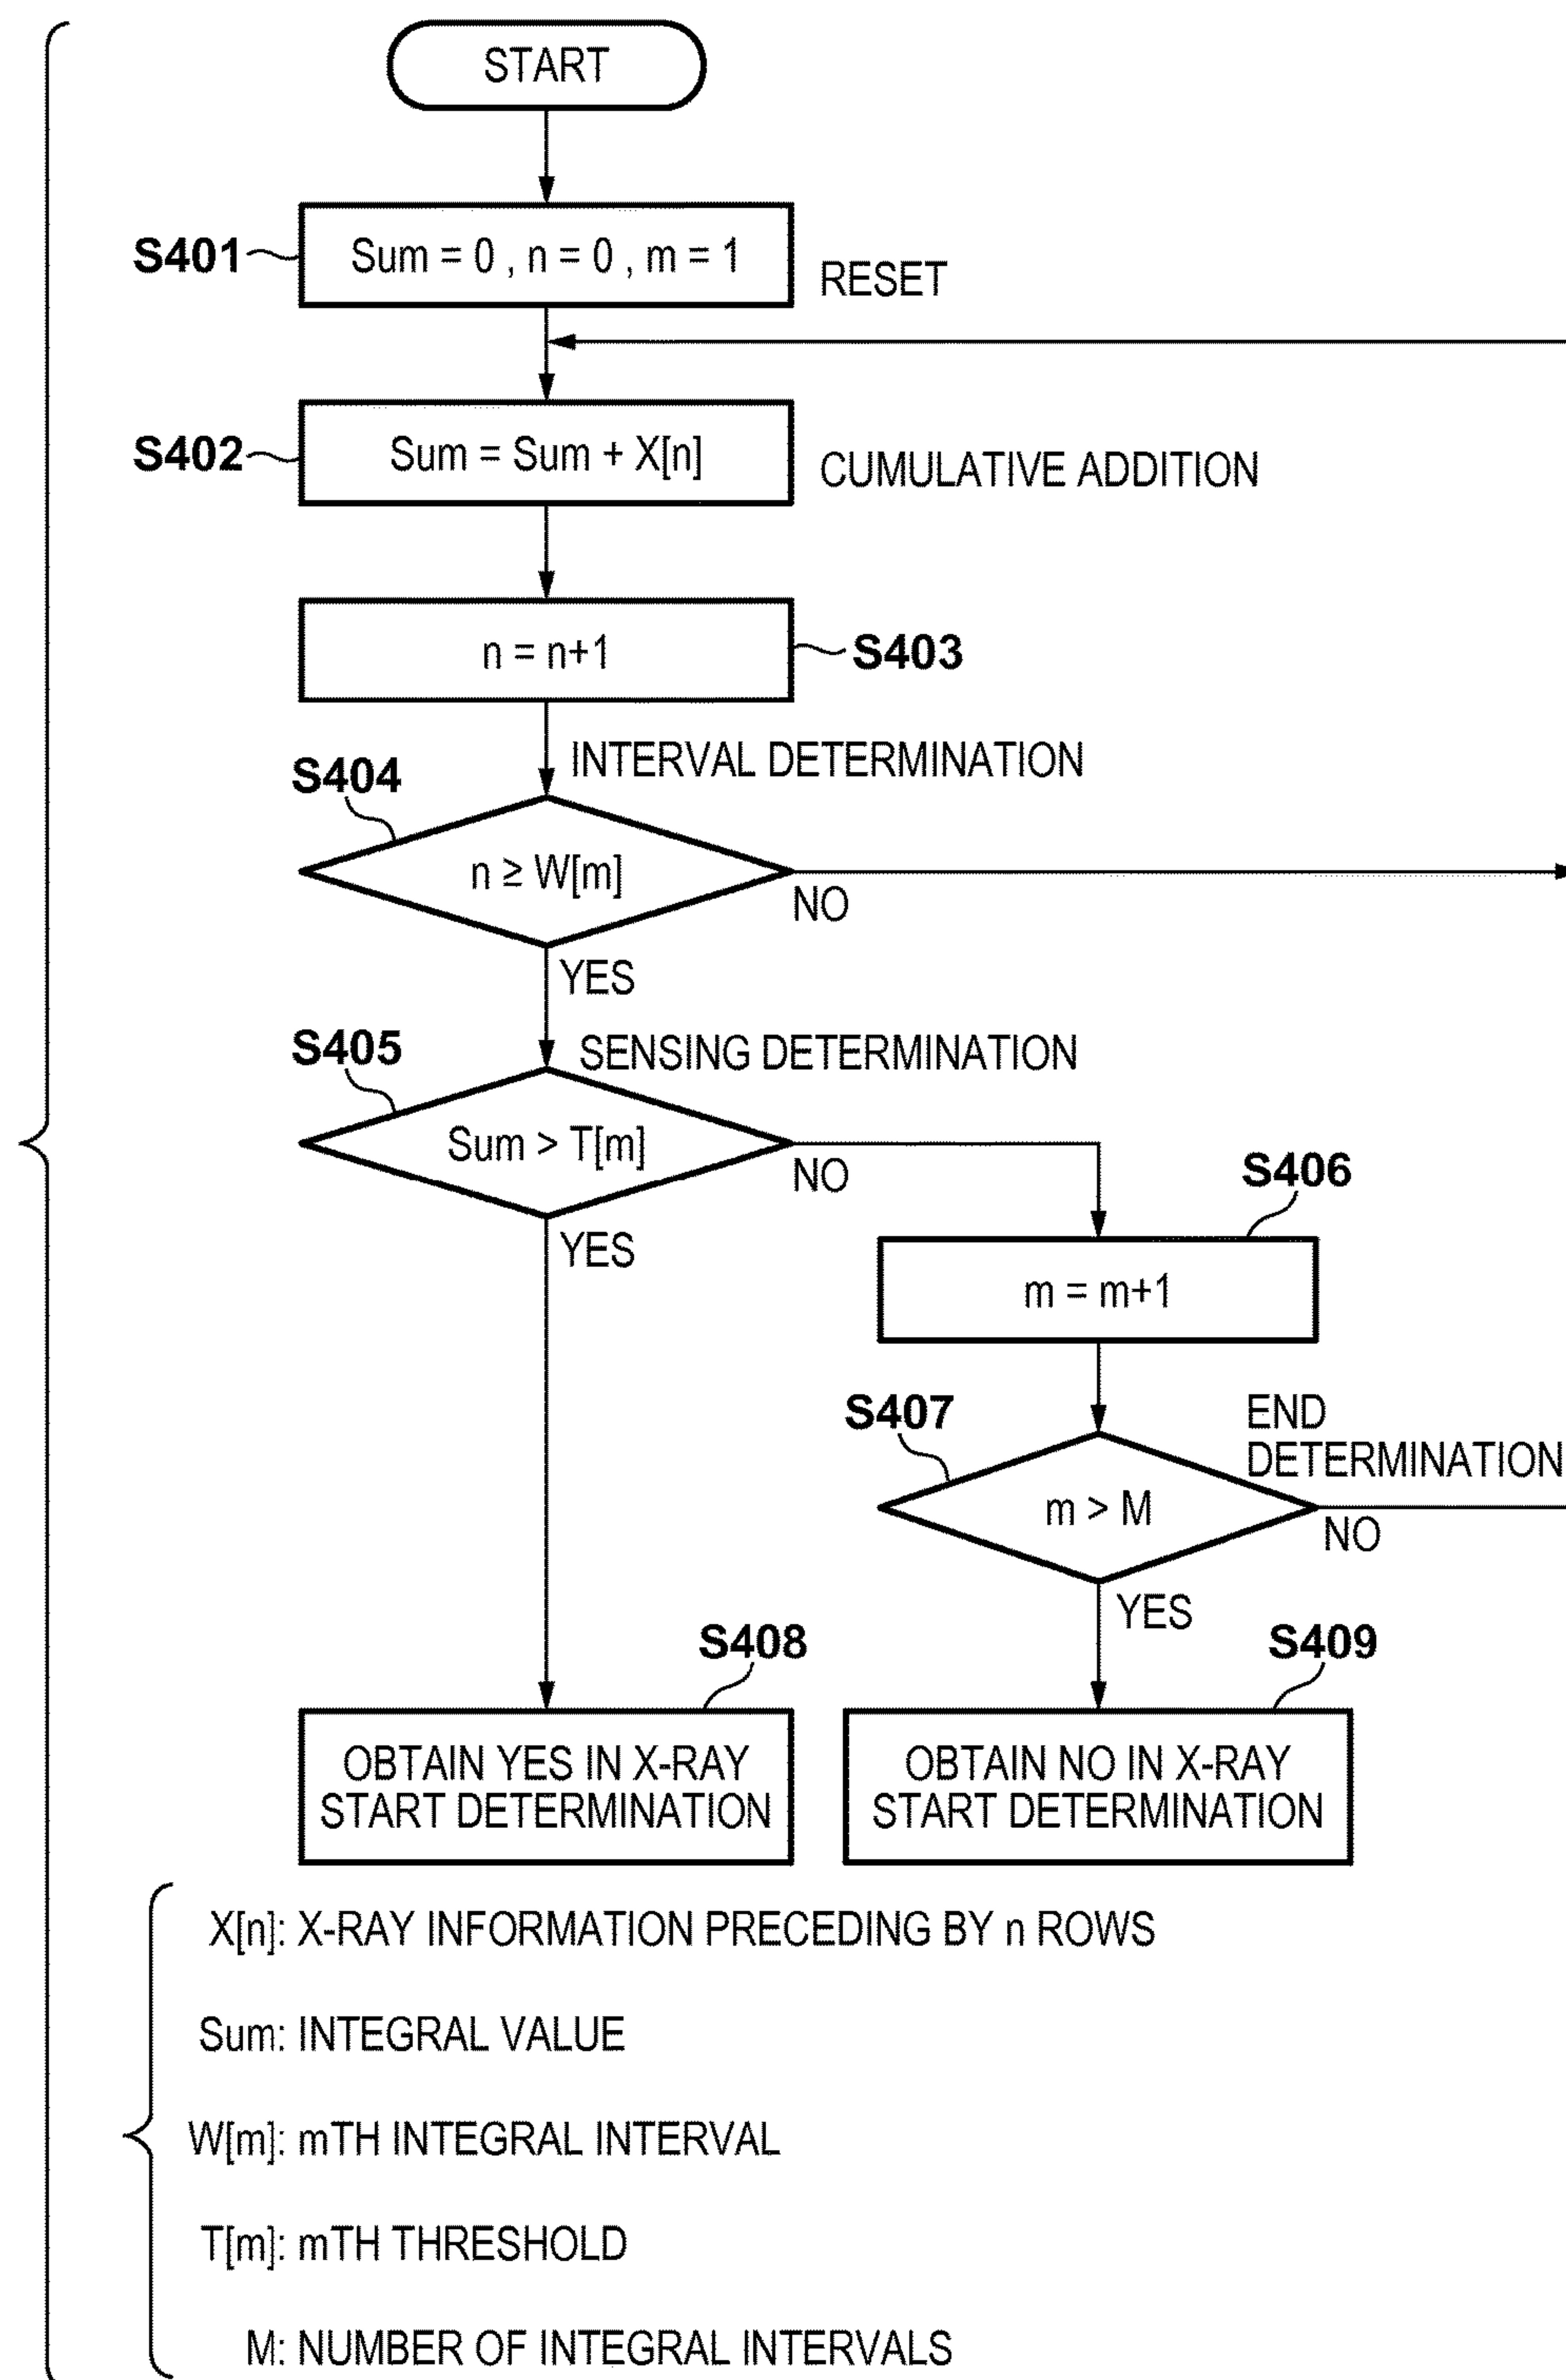 START
S401
Sum = 0 , n = 0 , m = 1
RESET
S402
Sum = Sum + X[n]
CUMULATIVE ADDITION
n = n+1
S403
INTERVAL DETERMINATION
S404
n ≥ W[m]
NO
YES
SENSING DETERMINATION
S405
Sum > T[m]
NO
YES
S406
m = m+1
S407
END
DETERMINATION
m > M
NO
YES
S408
OBTAIN YES IN X-RAY
START DETERMINATION
S409
OBTAIN NO IN X-RAY
START DETERMINATION
X[n]: X-RAY INFORMATION PRECEDING BY n ROWS
Sum: INTEGRAL VALUE
W[m]: mTH INTEGRAL INTERVAL
T[m]: mTH THRESHOLD
M: NUMBER OF INTEGRAL INTERVALS